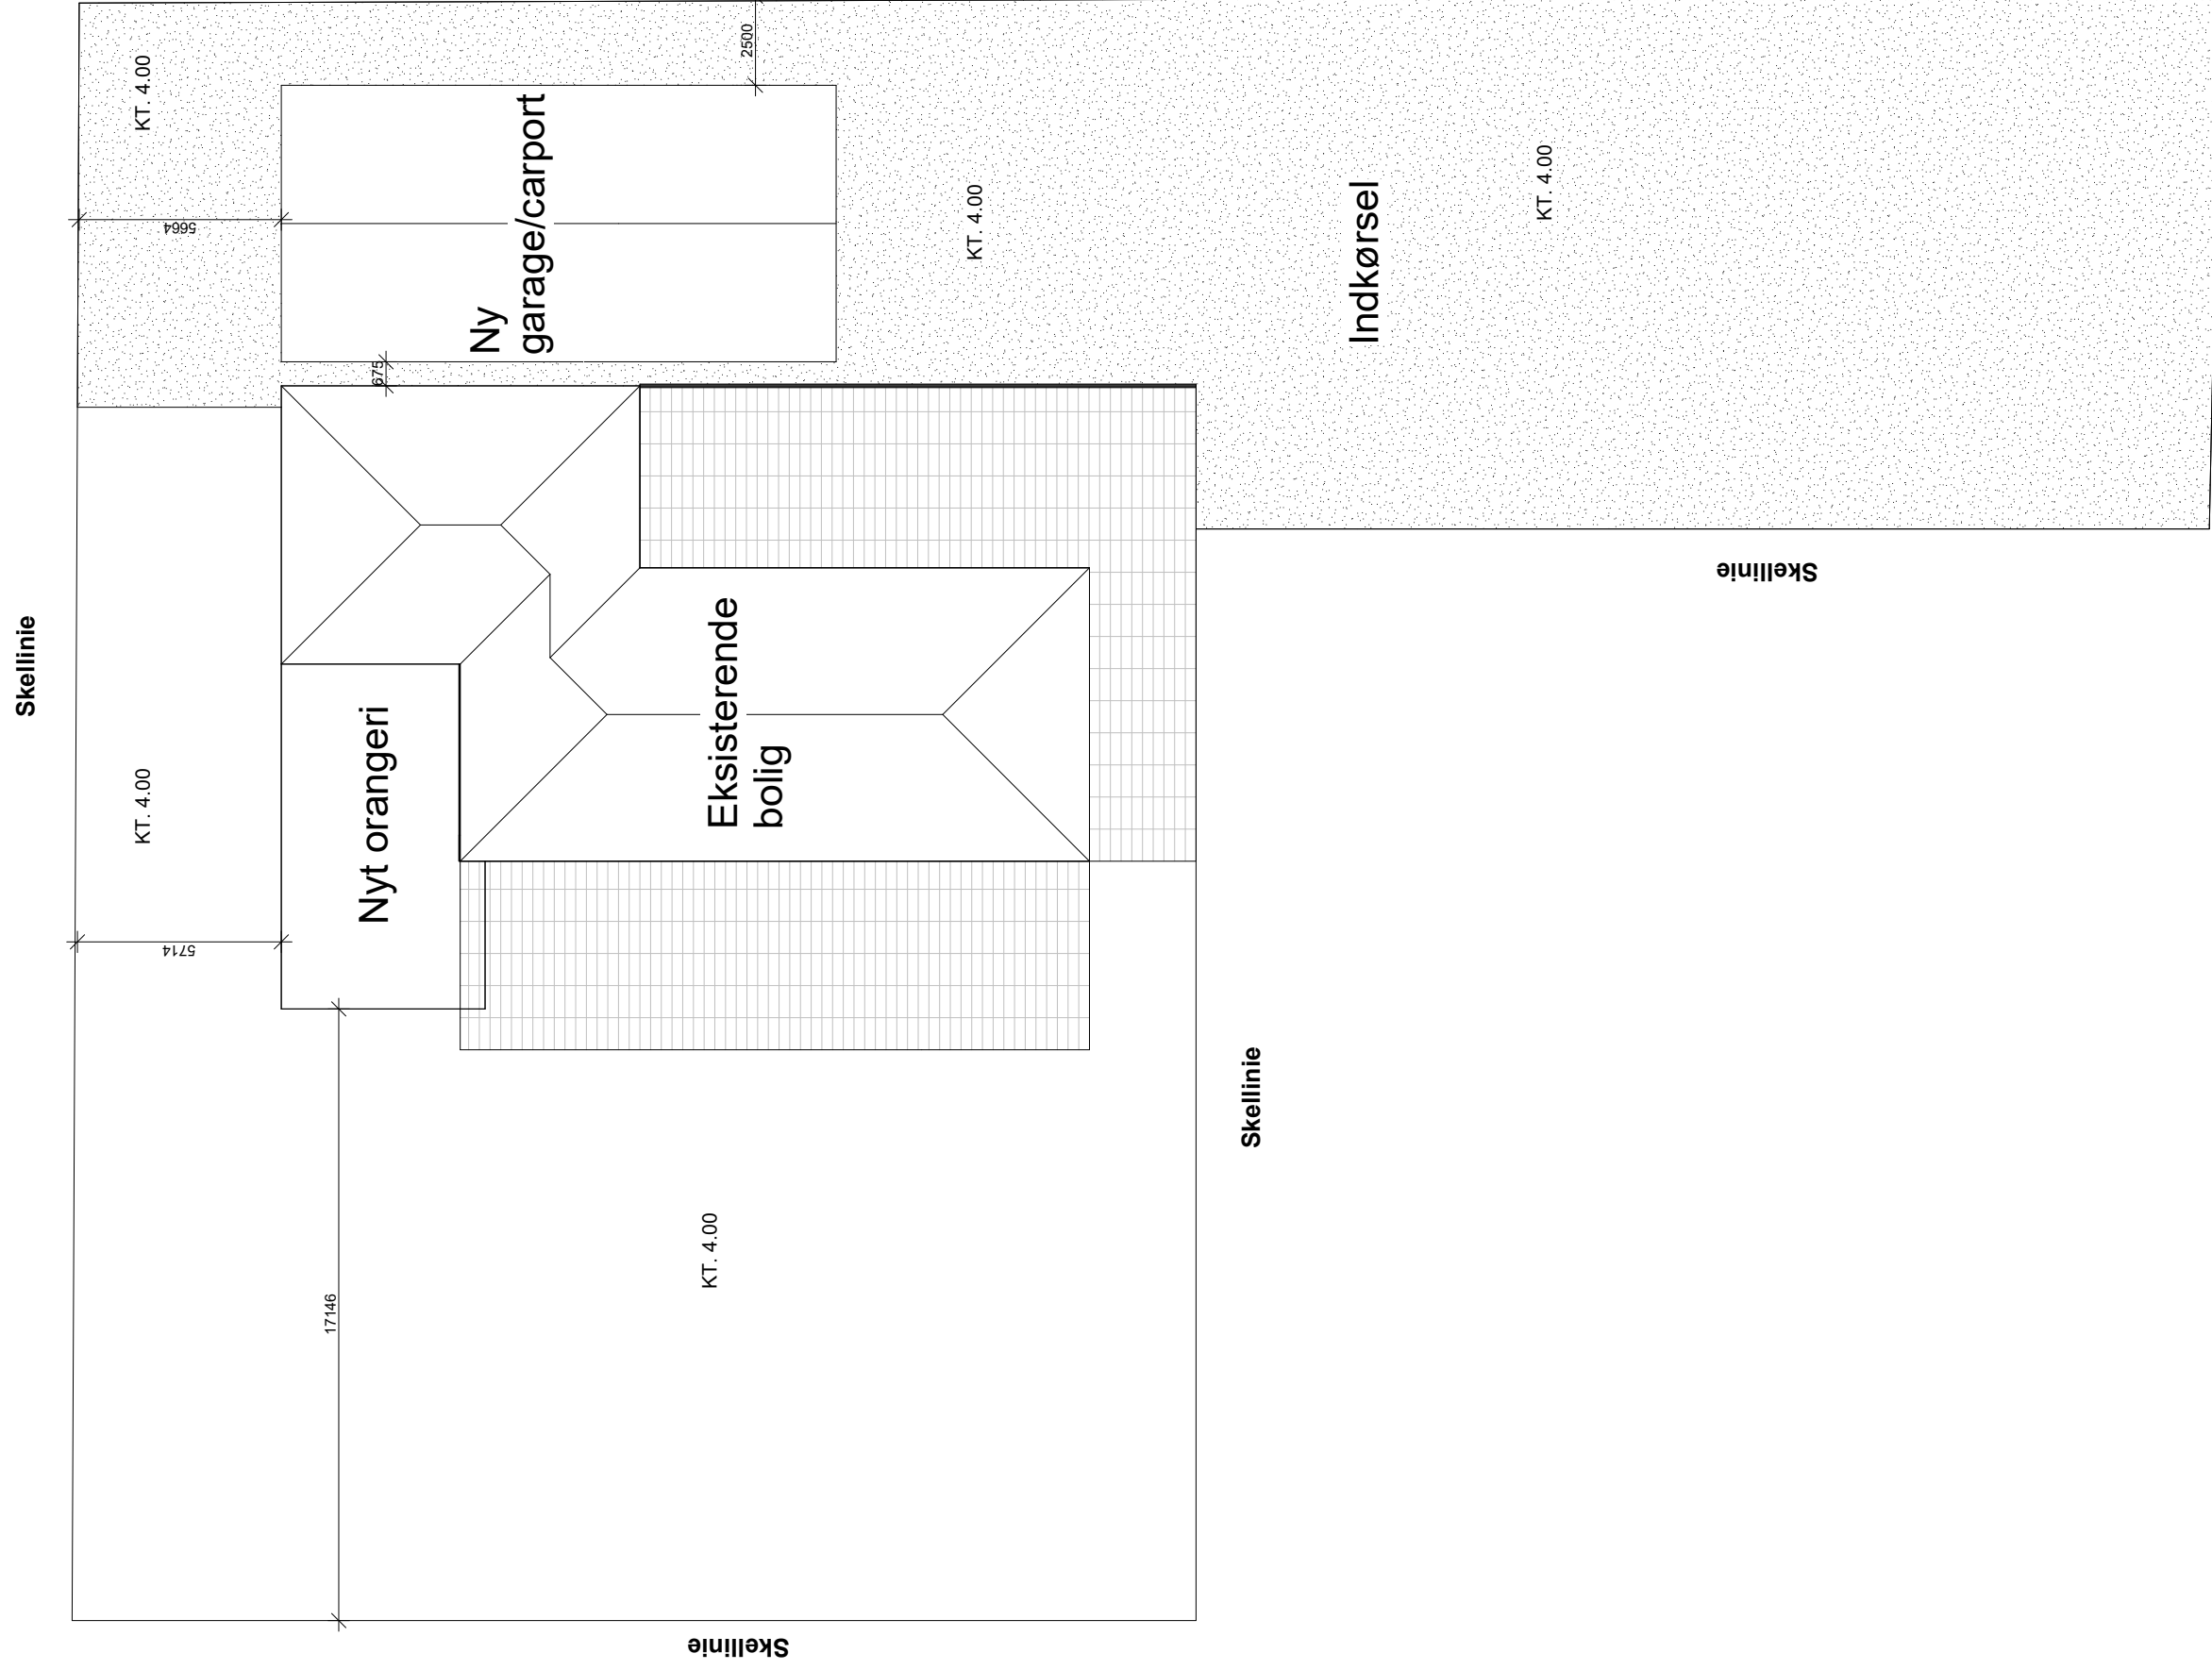 Skellinie
KT. 4.00
5664
2500
Ny
garage/carport
675
KT. 4.00
Indkørsel
KT. 4.00
Skellinie
KT. 4.00
Nyt orangeri
Eksisterende
bolig
5714
17146
KT. 4.00
Skellinie
Skellinie